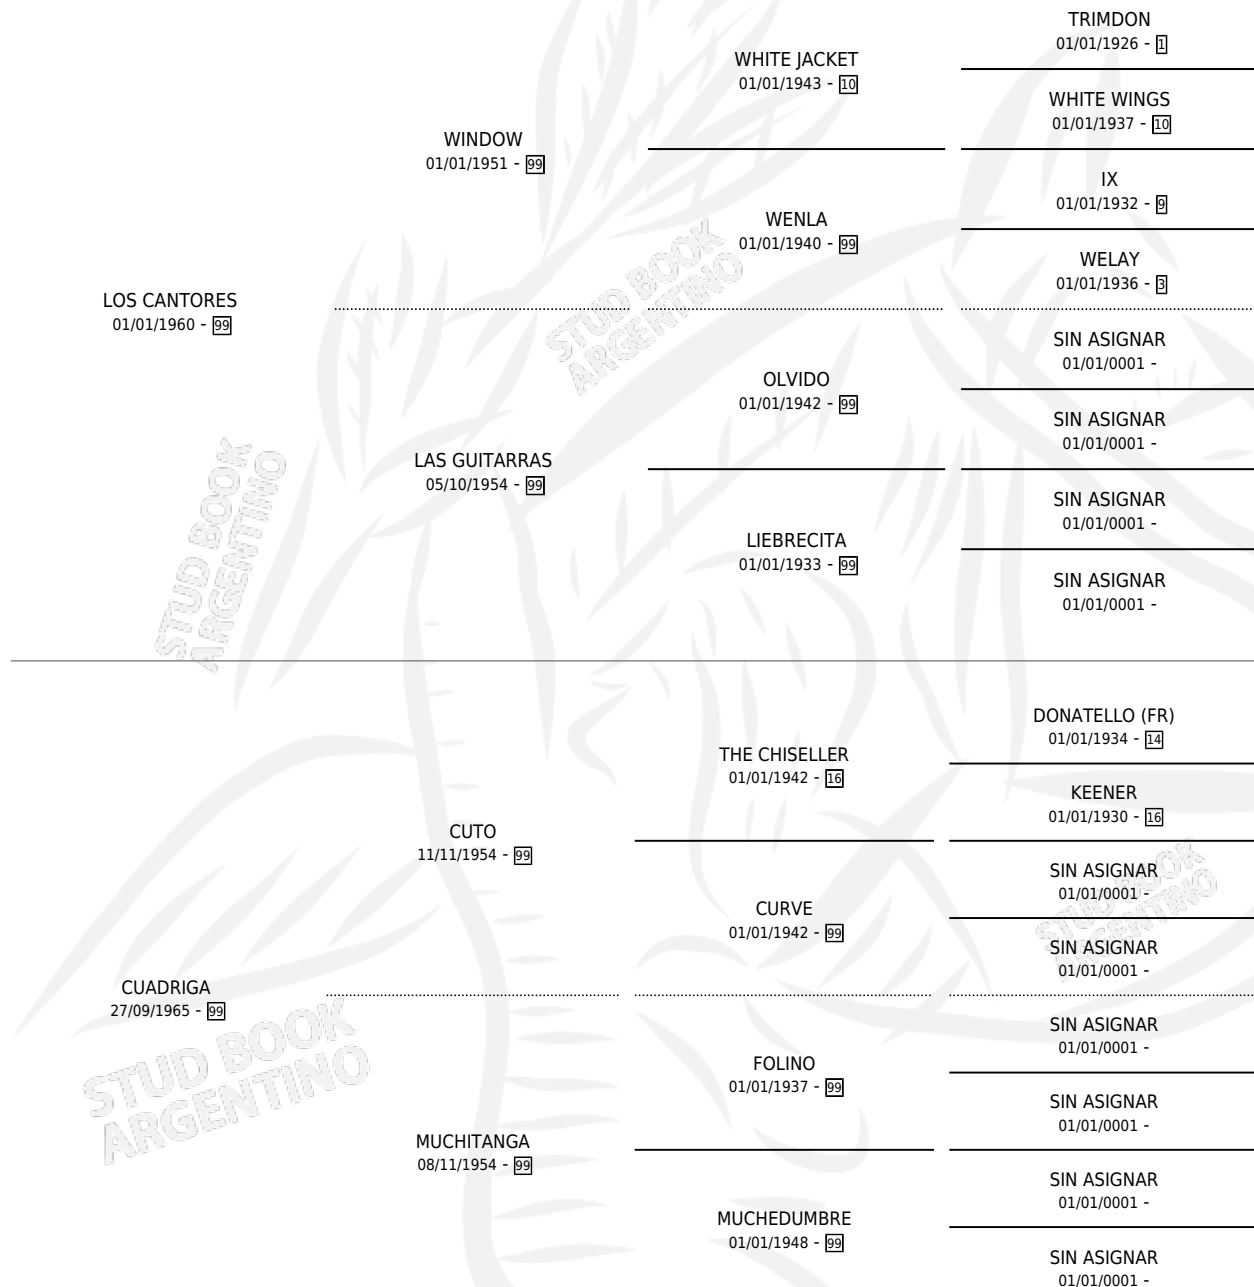 LOS CANTORES
01/01/1960 - 99
WINDOW
01/01/1951 - 99
LAS GUITARRAS
05/10/1954 - 99
WHITE JACKET
01/01/1943 - 10
WENLA
01/01/1940 - 99
OLVIDO
01/01/1942 - 99
LIEBRECITA
01/01/1933 - 99
TRIMDON
01/01/1926 - 1
WHITE WINGS
01/01/1937 - 10
IX
01/01/1932 - 9
WELAY
01/01/1936 - 3
SIN ASIGNAR
01/01/0001 -
SIN ASIGNAR
01/01/0001 -
SIN ASIGNAR
01/01/0001 -
SIN ASIGNAR
01/01/0001 -
CUADRIGA
27/09/1965 - 99
CUTO
11/11/1954 - 99
MUCHITANGA
08/11/1954 - 99
THE CHISELLER
01/01/1942 - 16
CURVE
01/01/1942 - 99
FOLINO
01/01/1937 - 99
MUCHEDUMBRE
01/01/1948 - 99
DONATELLO (FR)
01/01/1934 - 14
KEENER
01/01/1930 - 16
SIN ASIGNAR
01/01/0001 -
SIN ASIGNAR
01/01/0001 -
SIN ASIGNAR
01/01/0001 -
SIN ASIGNAR
01/01/0001 -
SIN ASIGNAR
01/01/0001 -
SIN ASIGNAR
01/01/0001 -
STUD BOOK
ARGENTINO
STUD BOOK
ARGENTINO
STUD BOOK
ARGENTINO
STUD BOOK
ARGENTINO